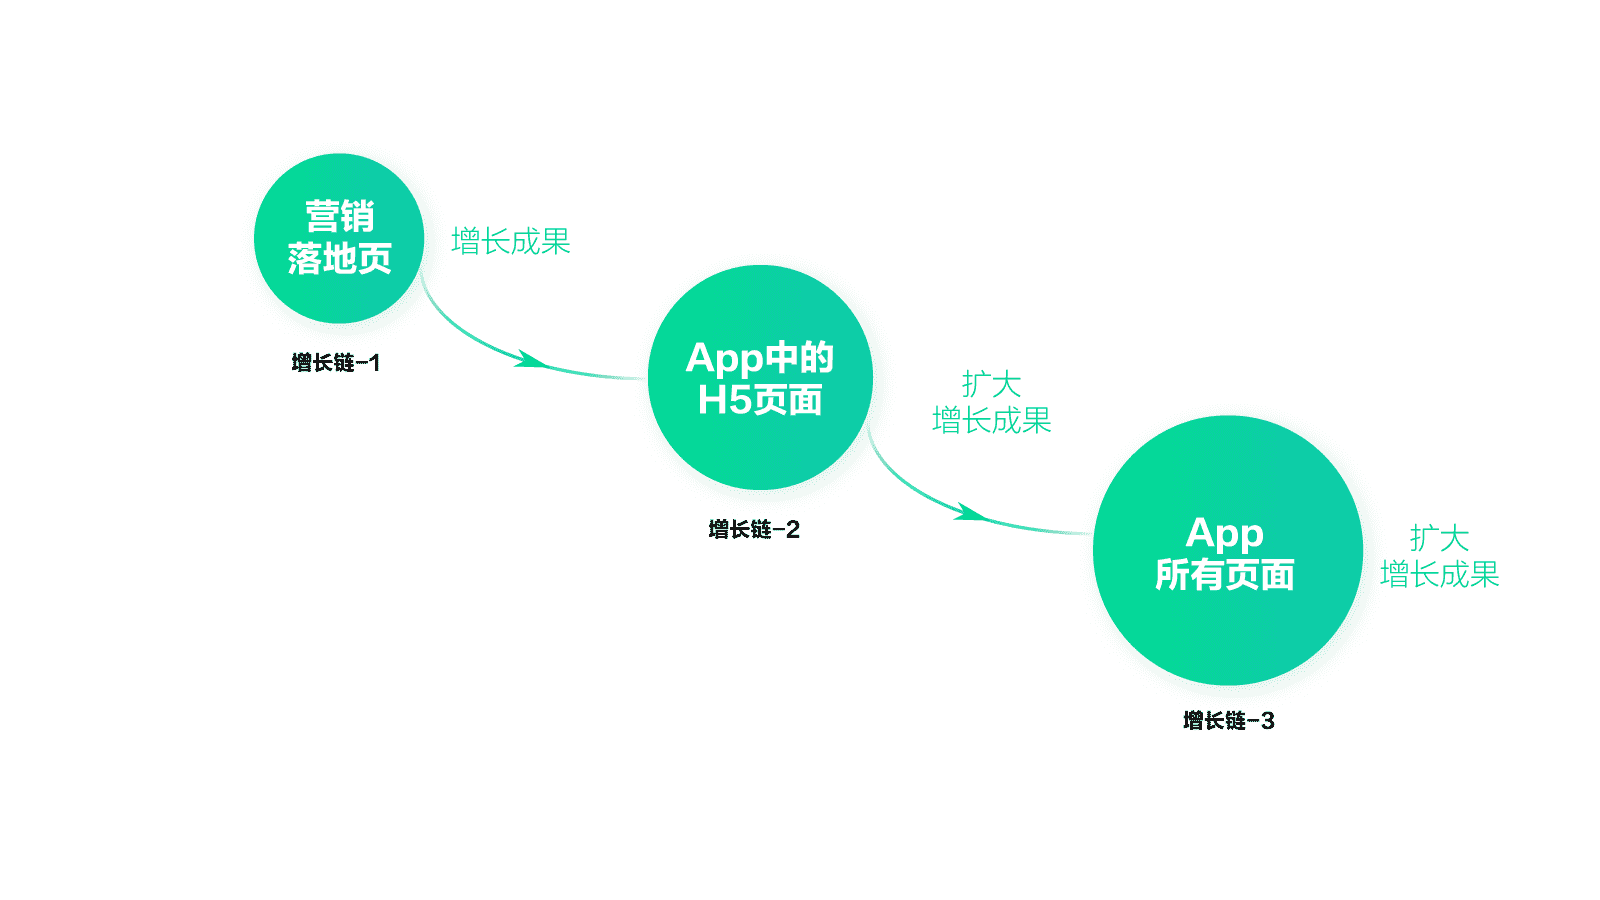 营销
落地页
增长成果
增长链-1
App中的
H5页面
扩大
增长成果
增长链-2
App
所有页面
扩大
增长成果
增长链-3